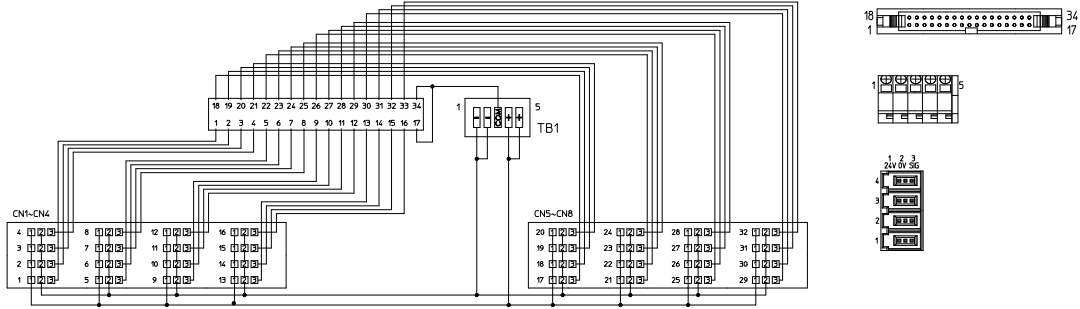 18 19 20 21 22 23 24 25 26 27 28 29 30 31 32 33 34
1 2 3 4 5 6 7 8 9 10 11 12 13 14 15 16 17
1 - - COM + + 5
TB1
CN1~CN4
4 1 2 3 8 1 2 3 12 1 2 3 16 1 2 3
3 1 2 3 7 1 2 3 11 1 2 3 15 1 2 3
2 1 2 3 6 1 2 3 10 1 2 3 14 1 2 3
1 1 2 3 5 1 2 3 9 1 2 3 13 1 2 3
CN5~CN8
20 1 2 3 24 1 2 3 28 1 2 3 32 1 2 3
19 1 2 3 23 1 2 3 27 1 2 3 31 1 2 3
18 1 2 3 22 1 2 3 26 1 2 3 30 1 2 3
17 1 2 3 21 1 2 3 25 1 2 3 29 1 2 3
18 34
1 17
1 5
1 2 3
24V 0V SIG
4
3
2
1